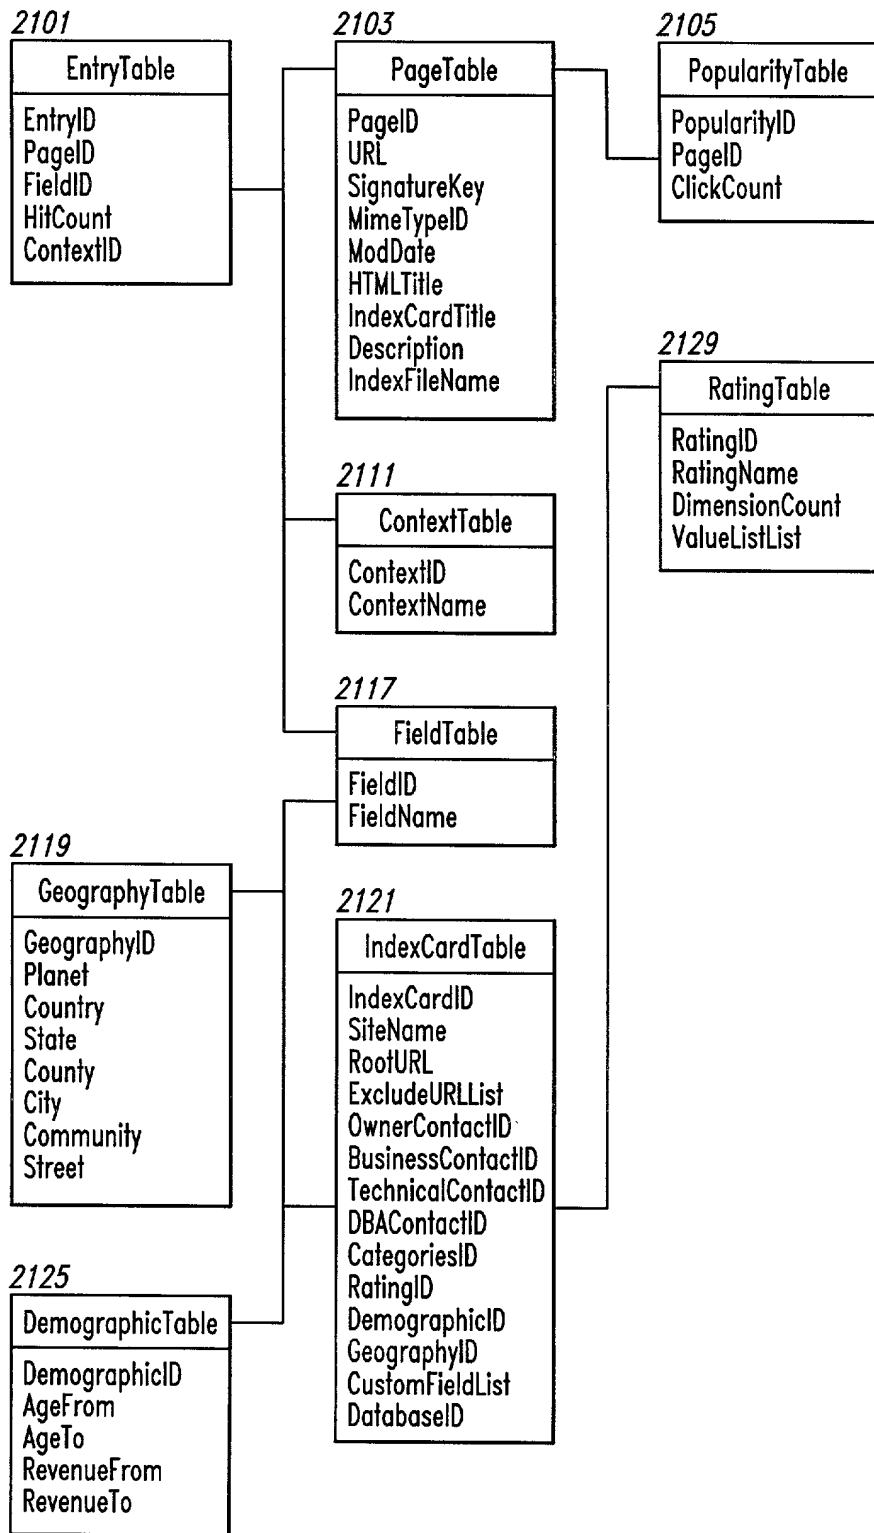 2101
EntryTable
EntryID
PageID
FieldID
HitCount
ContextID
2103
PageTable
PageID
URL
SignatureKey
MimeTypeID
ModDate
HTMLTitle
IndexCardTitle
Description
IndexFileName
2105
PopularityTable
PopularityID
PageID
ClickCount
2129
RatingTable
RatingID
RatingName
DimensionCount
ValueListList
2111
ContextTable
ContextID
ContextName
2117
FieldTable
FieldID
FieldName
2119
GeographyTable
GeographyID
Planet
Country
State
County
City
Community
Street
2121
IndexCardTable
IndexCardID
SiteName
RootURL
ExcludeURLList
OwnerContactID
BusinessContactID
TechnicalContactID
DBAContactID
CategoriesID
RatingID
DemographicID
GeographyID
CustomFieldList
DatabaseID
2125
DemographicTable
DemographicID
AgeFrom
AgeTo
RevenueFrom
RevenueTo